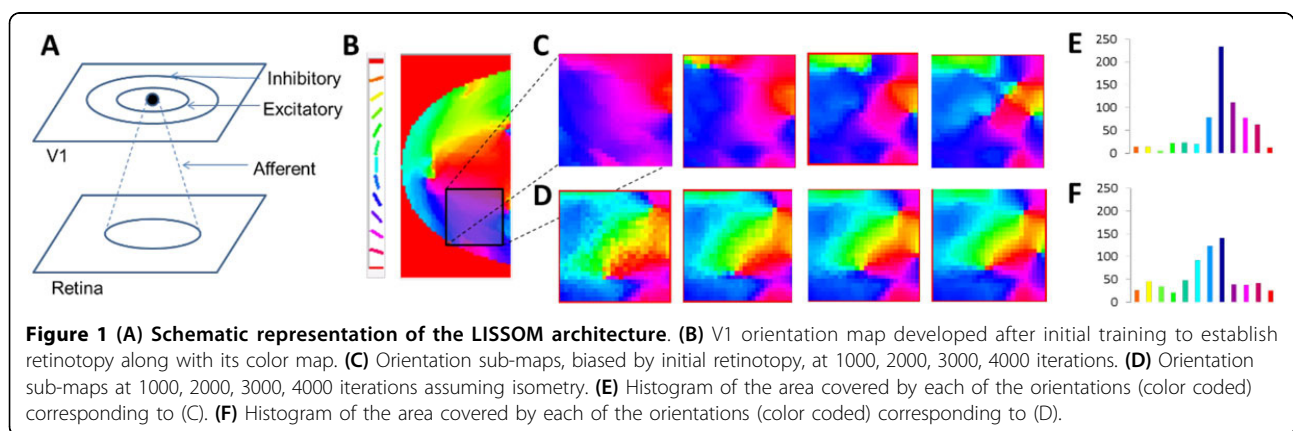 A
Inhibitory
Excitatory
V1
Afferent
Retina
B
C
D
E
250
200
150
100
50
0
F
250
200
150
100
50
0
Figure 1 (A) Schematic representation of the LISSOM architecture. (B) V1 orientation map developed after initial training to establish
retinotopy along with its color map. (C) Orientation sub-maps, biased by initial retinotopy, at 1000, 2000, 3000, 4000 iterations. (D) Orientation
sub-maps at 1000, 2000, 3000, 4000 iterations assuming isometry. (E) Histogram of the area covered by each of the orientations (color coded)
corresponding to (C). (F) Histogram of the area covered by each of the orientations (color coded) corresponding to (D).